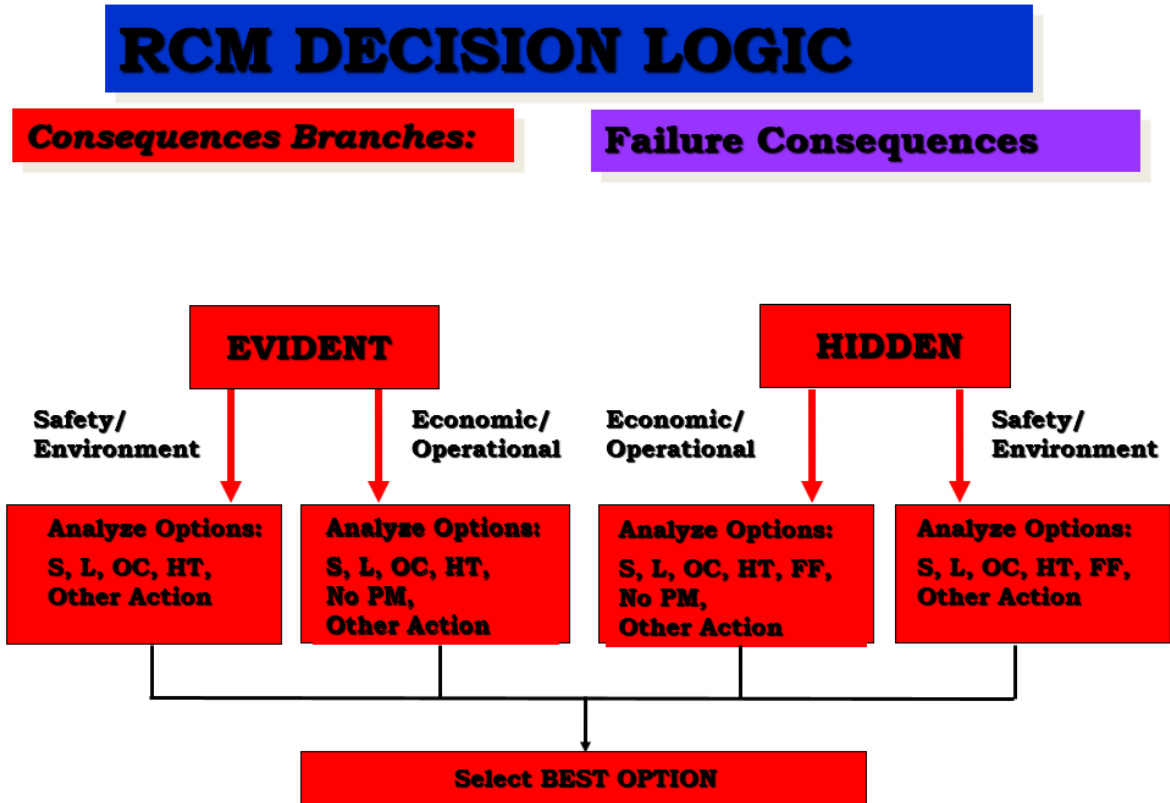 RCM DECISION LOGIC
Consequences Branches:
Failure Consequences
EVIDENT
HIDDEN
Safety/
Environment
Economic/
Operational
Economic/
Operational
Safety/
Environment
Analyze Options:
S, L, OC, HT,
Other Action
Analyze Options:
S, L, OC, HT,
No PM,
Other Action
Analyze Options:
S, L, OC, HT, FF,
No PM,
Other Action
Analyze Options:
S, L, OC, HT, FF,
Other Action
Select BEST OPTION